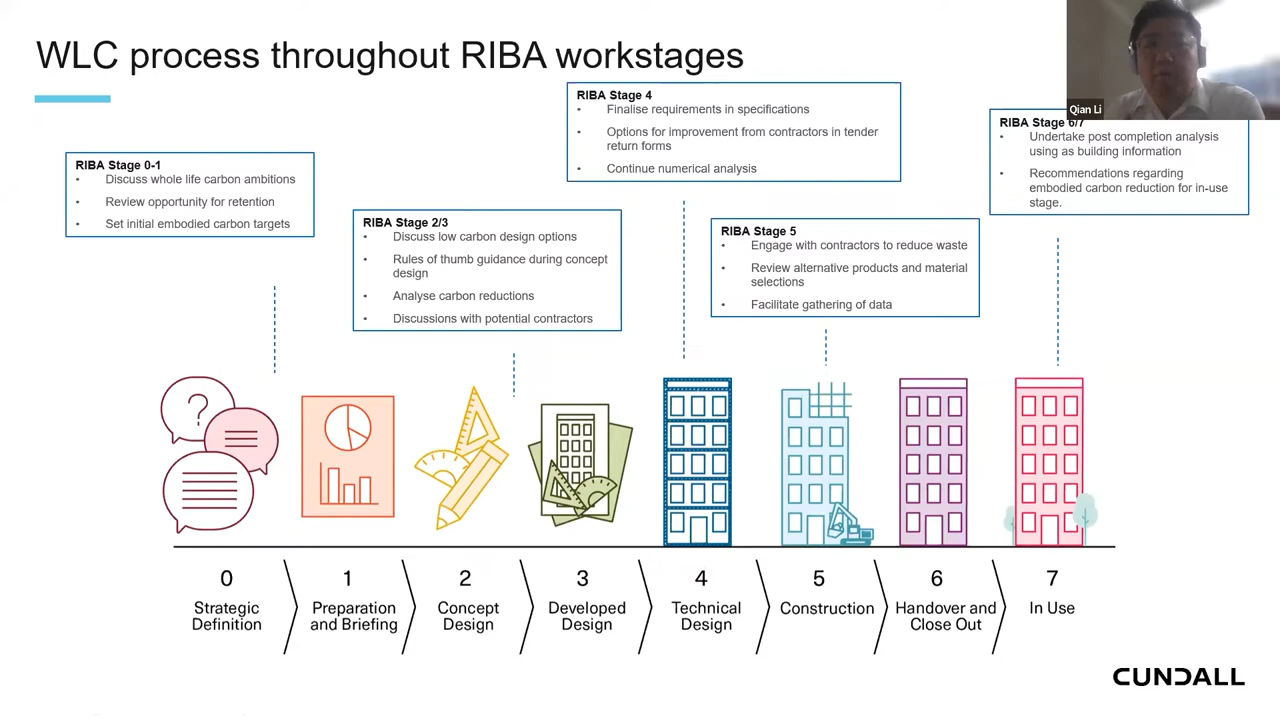 WLC process throughout RIBA workstages
Qian Li
RIBA Stage 0-1
• Discuss whole life carbon ambitions
• Review opportunity for retention
• Set initial embodied carbon targets
RIBA Stage 2/3
• Discuss low carbon design options
• Rules of thumb guidance during concept
design
• Analyse carbon reductions
• Discussions with potential contractors
RIBA Stage 4
• Finalise requirements in specifications
• Options for improvement from contractors in tender
return forms
• Continue numerical analysis
RIBA Stage 5
• Engage with contractors to reduce waste
• Review alternative products and material
selections
• Facilitate gathering of data
RIBA Stage 6/7
• Undertake post completion analysis
using as building information
• Recommendations regarding
embodied carbon reduction for in-use
stage.
?
0
Strategic
Definition
1
Preparation
and Briefing
2
Concept
Design
3
Developed
Design
4
Technical
Design
5
Construction
6
Handover and
Close Out
7
In Use
CUNDALL